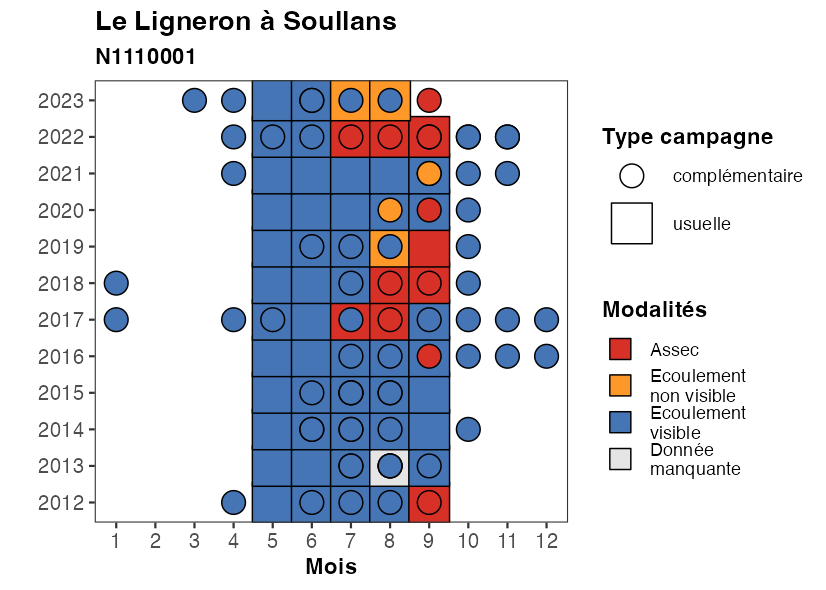 Le Ligneron à Soullans
N1110001
2023
2022
2021
2020
2019
2018
2017
2016
2015
2014
2013
2012
1 2 3 4 5 6 7 8 9 10 11 12
Mois
Type campagne
complémentaire
usuelle
Modalités
Assec
Ecoulement
non visible
Ecoulement
visible
Donnée
manquante